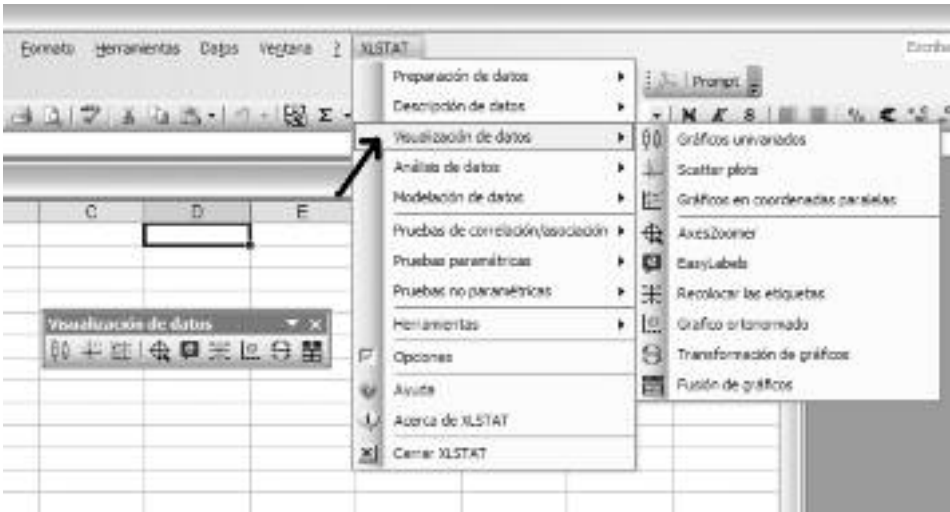 Formato Herramientas Datos Ventana ? XLSTAT
Preparación de datos
Descripción de datos
Visualización de datos
Análisis de datos
Modelación de datos
Pruebas de correlación/asociación
Pruebas paramétricas
Pruebas no paramétricas
Herramientas
Opciones
Ayuda
Acerca de XLSTAT
Cerrar XLSTAT
Prompt
N K S
Gráficos univariados
Scatter plots
Gráficos en coordenadas paralelas
AxesZoomer
EasyLabels
Recolocar las etiquetas
Grafico ortonormado
Transformación de gráficos
Fusión de gráficos
C D E
Visualización de datos